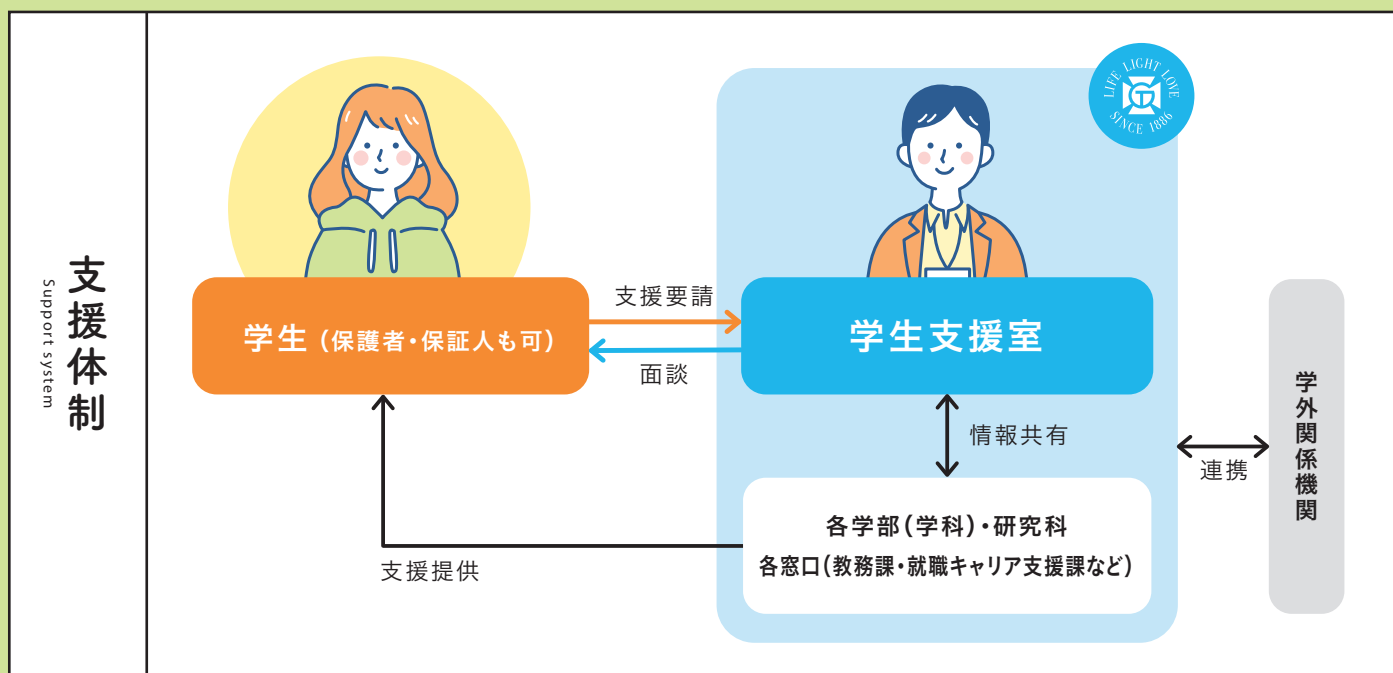 支援体制
Support system
LIFE LIGHT LOVE
SINCE 1886
学生（保護者・保証人も可）
支援要請
面談
学生支援室
情報共有
各学部（学科）・研究科
各窓口（教務課・就職キャリア支援課など）
支援提供
連携
学外関係機関